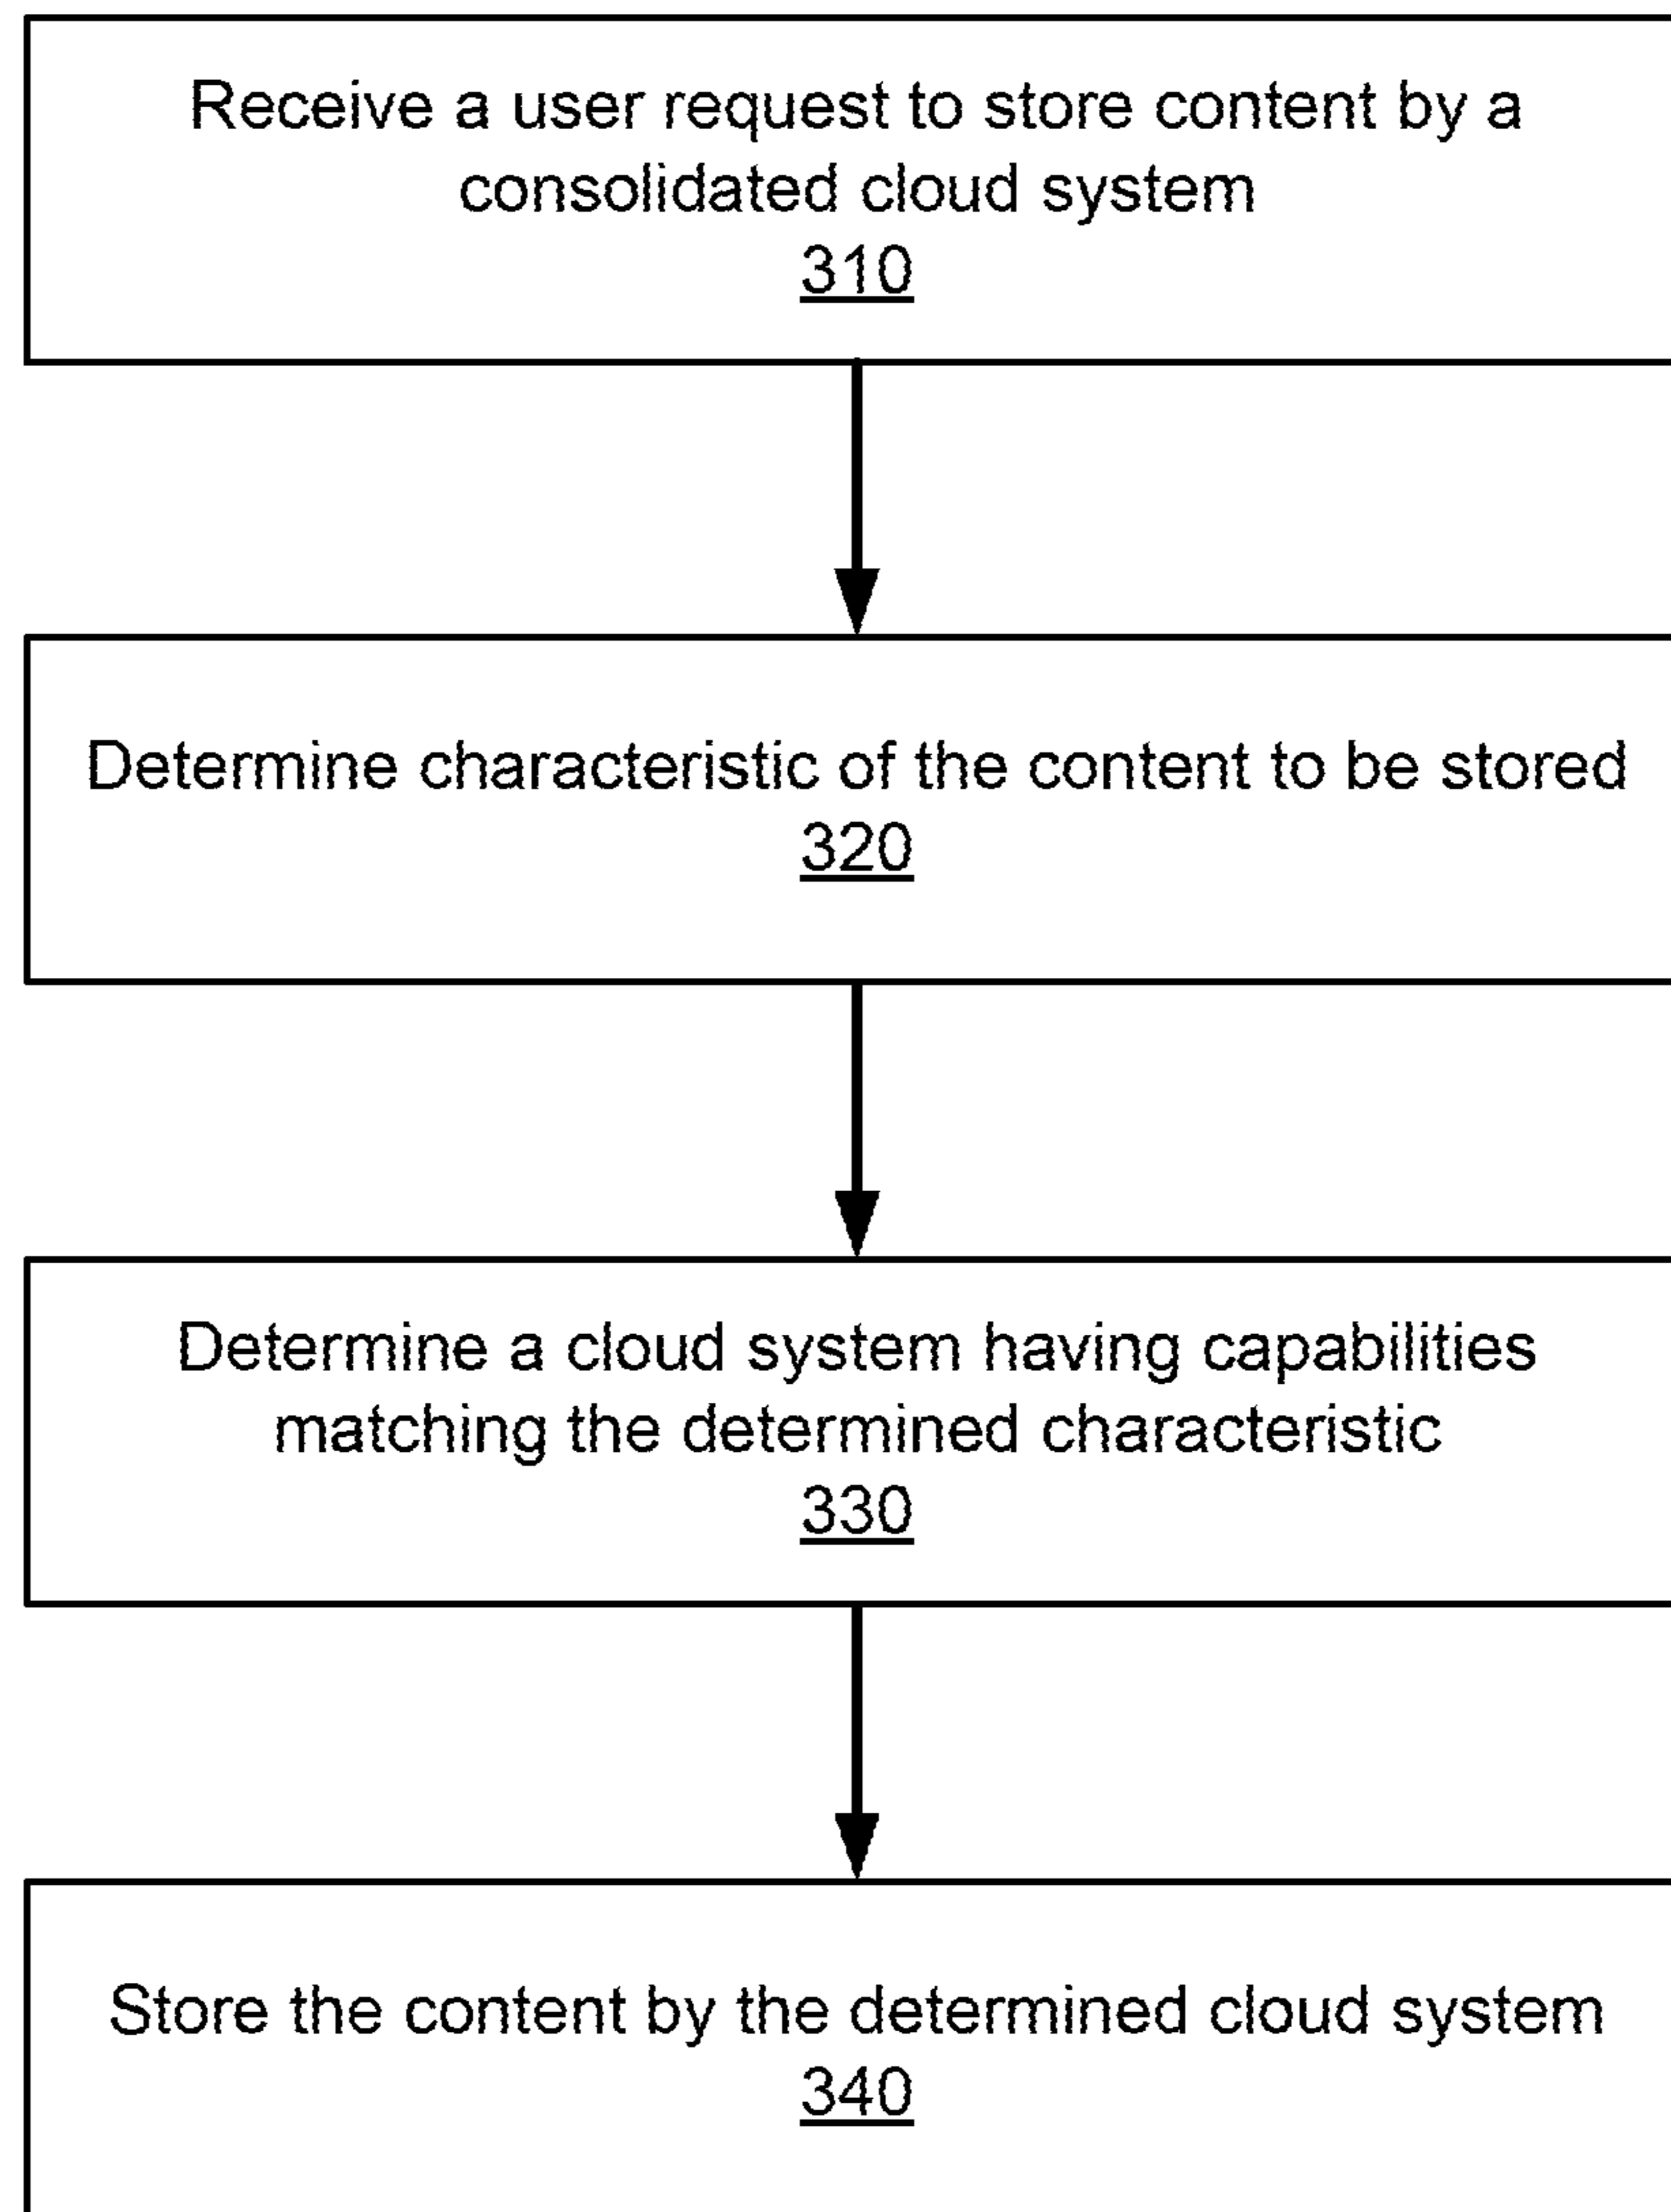 Receive a user request to store content by a
consolidated cloud system
310
Determine characteristic of the content to be stored
320
Determine a cloud system having capabilities
matching the determined characteristic
330
Store the content by the determined cloud system
340